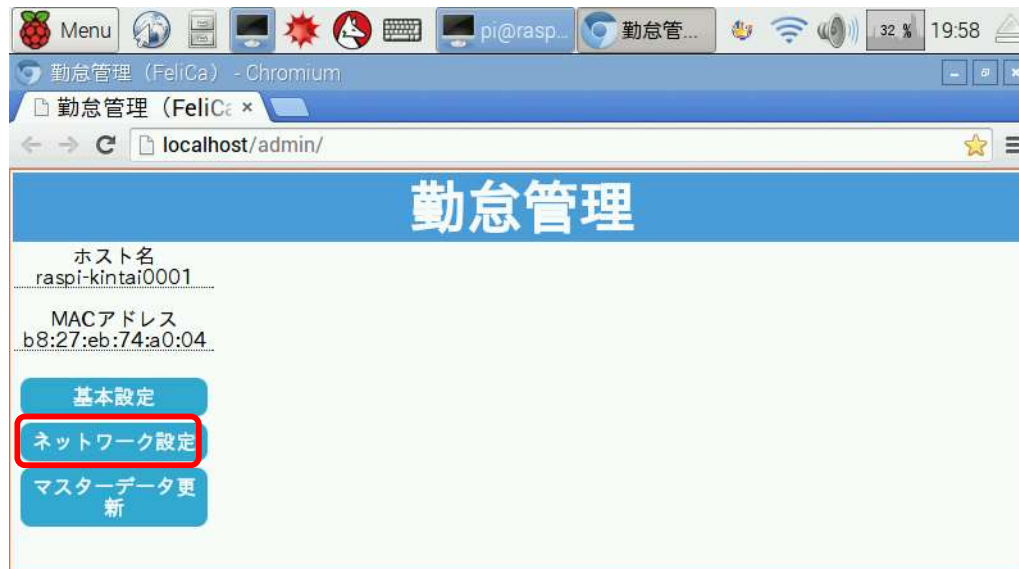 Menu
pi@rasp...
勤怠管...
32 %
19:58
勤怠管理（FeliCa） - Chromium
勤怠管理（FeliCa
localhost/admin/
勤怠管理
ホスト名
raspi-kintai0001
MACアドレス
b8:27:eb:74:a0:04
基本設定
ネットワーク設定
マスターデータ更
新